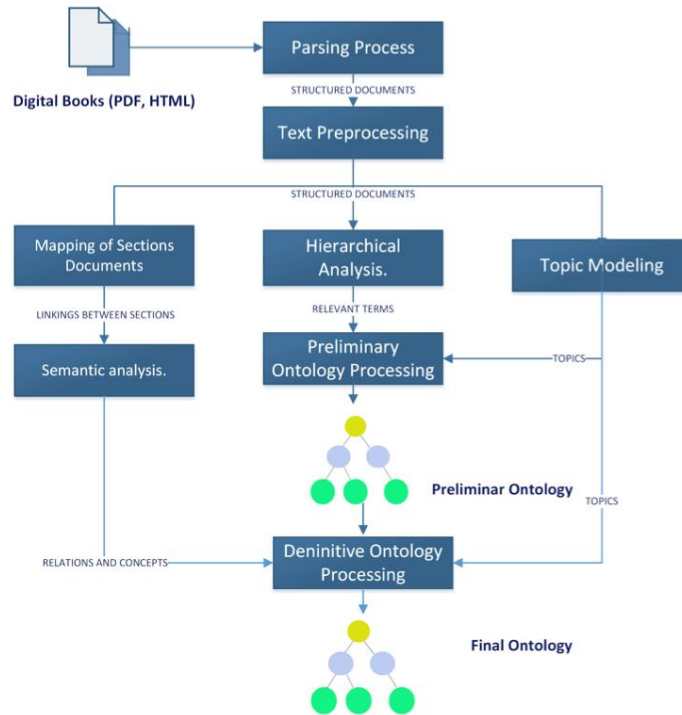 Parsing Process
Digital Books (PDF, HTML)
STRUCTURED DOCUMENTS
Text Preprocessing
STRUCTURED DOCUMENTS
Mapping of Sections
Documents
Hierarchical
Analysis.
Topic Modeling
LINKINGS BETWEEN SECTIONS
RELEVANT TERMS
Semantic analysis.
Preliminary
Ontology Processing
TOPICS
Preliminar Ontology
TOPICS
RELATIONS AND CONCEPTS
Deninitive Ontology
Processing
Final Ontology